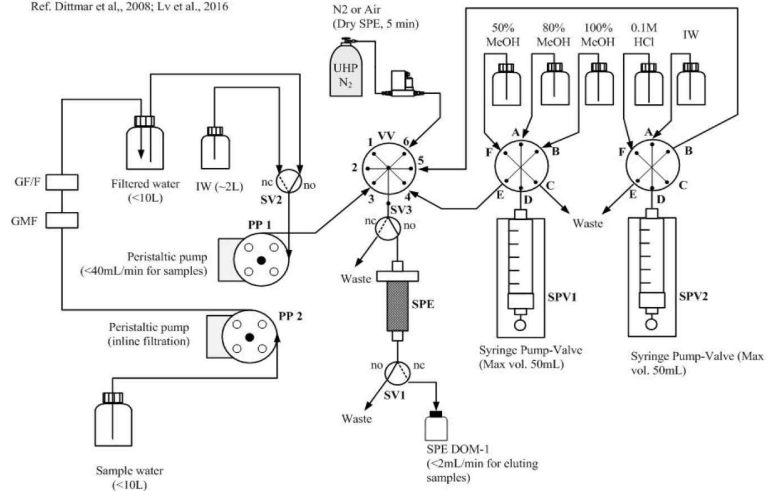 Ref. Dittmar et al,, 2008; Lv et al., 2016
N2 or Air
(Dry SPE, 5 min)
UHP
N2
50%
MeOH
80%
MeOH
100%
MeOH
0.1M
HCl
IW
GF/F
GMF
Filtered water
(<10L)
IW (~2L)
nc
no
SV2
PP 1
Peristaltic pump
(<40mL/min for samples)
PP 2
Peristaltic pump
(inline filtration)
Sample water
(<10L)
1
VV
6
2
5
3
4
SV3
nc
no
Waste
SPE
no
nc
SV1
Waste
SPE DOM-1
(<2mL/min for eluting
samples)
A
F
B
E
C
D
Waste
SPV1
Syringe Pump-Valve
(Max vol. 50mL)
A
F
B
E
C
D
SPV2
Syringe Pump-Valve (Max
vol. 50mL)